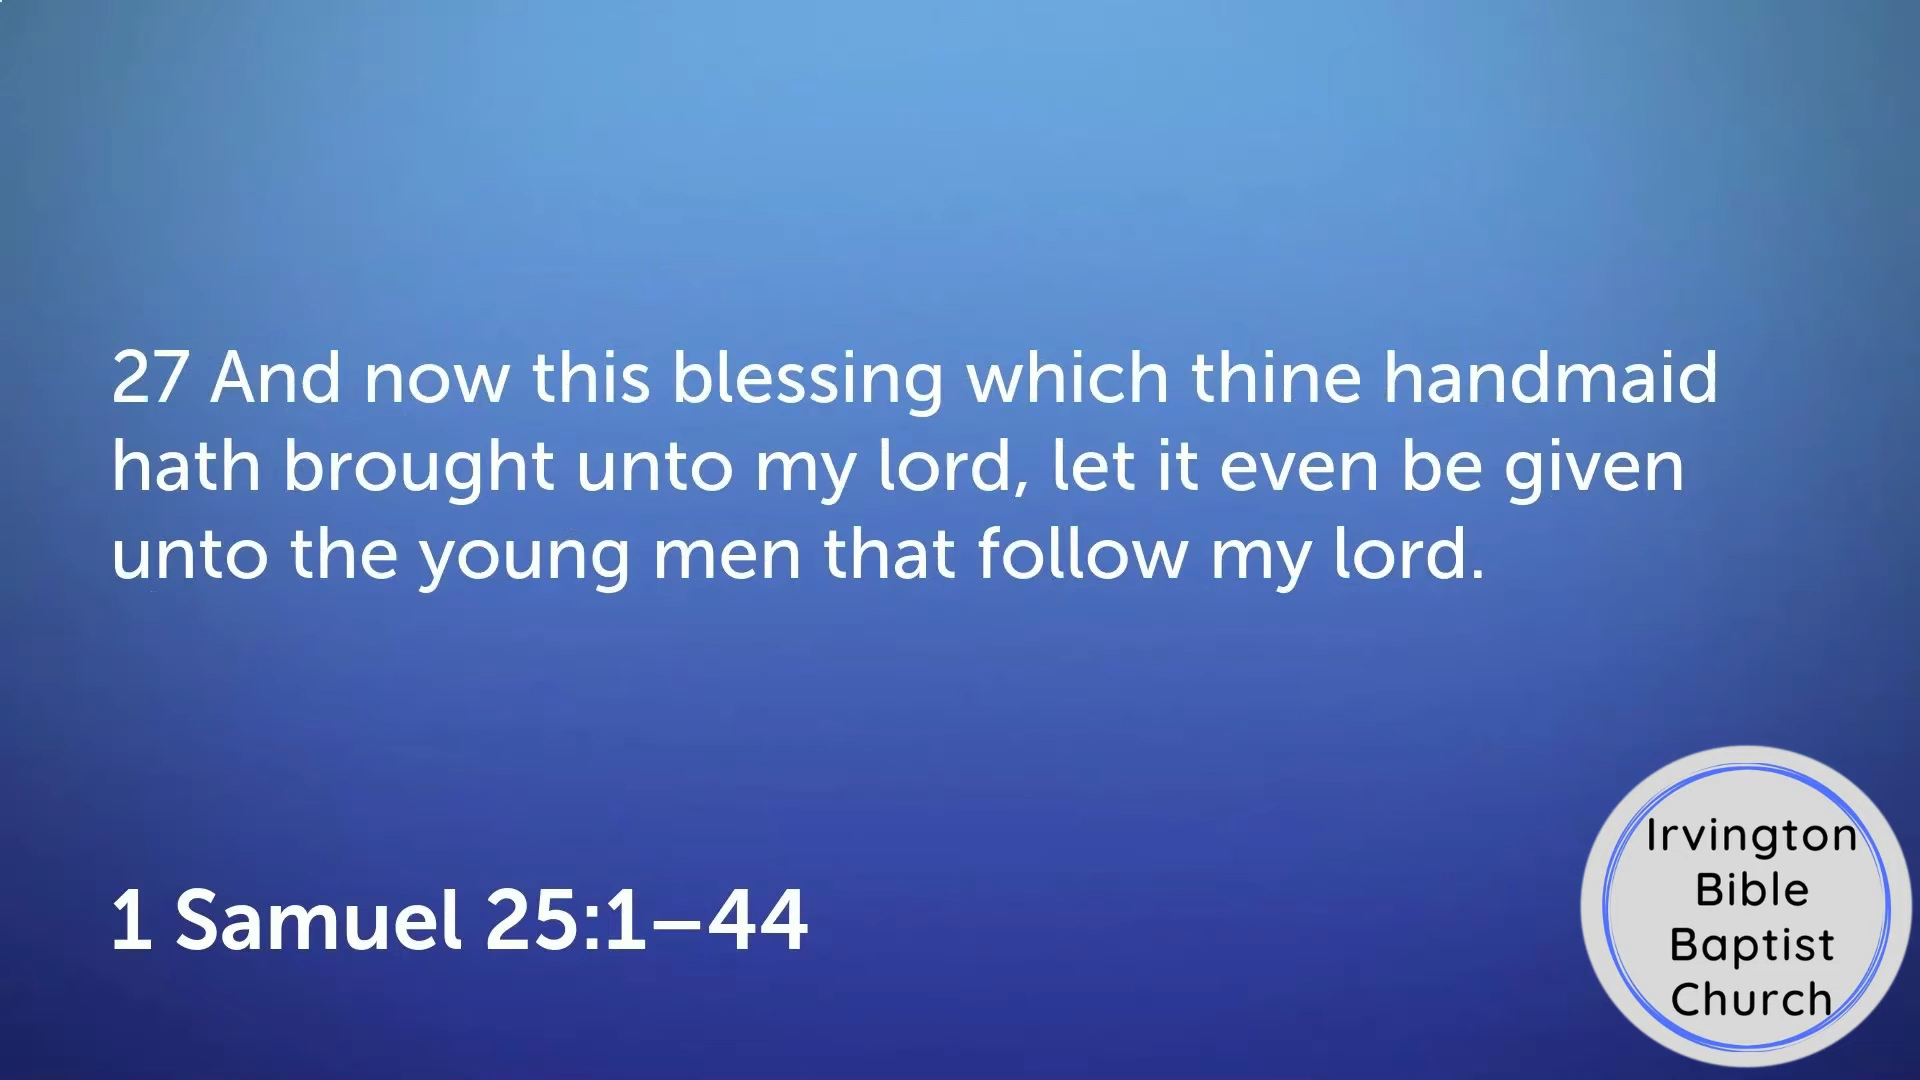 27 And now this blessing which thine handmaid
hath brought unto my lord, let it even be given
unto the young men that follow my lord.
1 Samuel 25:1–44
Irvington
Bible
Baptist
Church